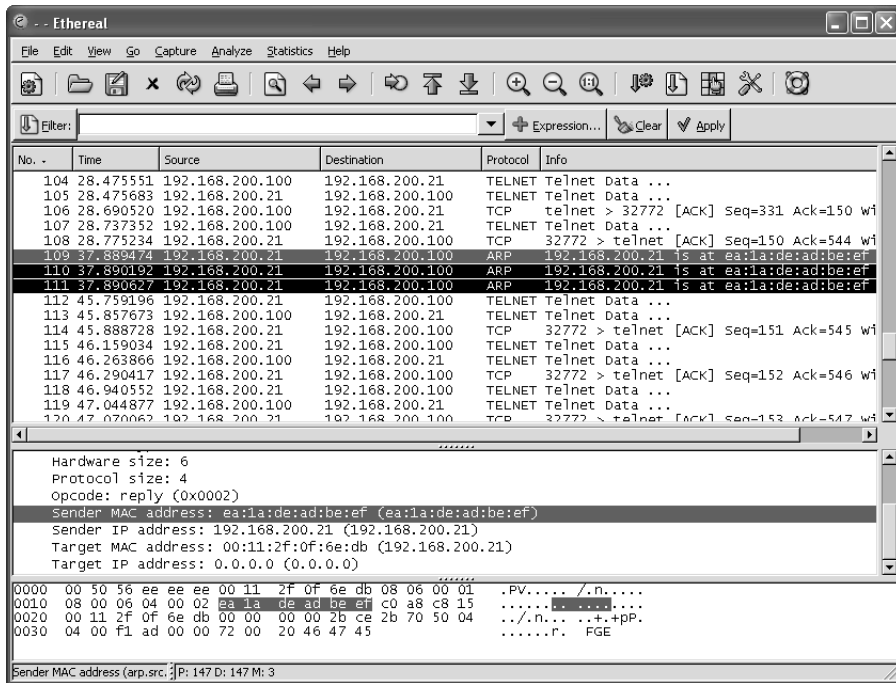 - - Ethereal
File Edit View Go Capture Analyze Statistics Help
Filter: Expression... Clear Apply
No. - Time Source Destination Protocol Info
104 28.475551 192.168.200.100 192.168.200.21 TELNET Telnet Data ...
105 28.475683 192.168.200.21 192.168.200.100 TELNET Telnet Data ...
106 28.690520 192.168.200.100 192.168.200.21 TCP telnet > 32772 [ACK] Seq=331 Ack=150 Wi
107 28.737352 192.168.200.100 192.168.200.21 TELNET Telnet Data ...
108 28.775234 192.168.200.21 192.168.200.100 TCP 32772 > telnet [ACK] Seq=150 Ack=544 Wi
109 37.889474 192.168.200.21 192.168.200.100 ARP 192.168.200.21 is at ea:1a:de:ad:be:ef
110 37.890192 192.168.200.21 192.168.200.100 ARP 192.168.200.21 is at ea:1a:de:ad:be:ef
111 37.890627 192.168.200.21 192.168.200.100 ARP 192.168.200.21 is at ea:1a:de:ad:be:ef
112 45.759196 192.168.200.21 192.168.200.100 TELNET Telnet Data ...
113 45.857673 192.168.200.100 192.168.200.21 TELNET Telnet Data ...
114 45.888728 192.168.200.21 192.168.200.100 TCP 32772 > telnet [ACK] Seq=151 Ack=545 Wi
115 46.159034 192.168.200.21 192.168.200.100 TELNET Telnet Data ...
116 46.263866 192.168.200.100 192.168.200.21 TELNET Telnet Data ...
117 46.290417 192.168.200.21 192.168.200.100 TCP 32772 > telnet [ACK] Seq=152 Ack=546 Wi
118 46.940552 192.168.200.21 192.168.200.100 TELNET Telnet Data ...
119 47.044877 192.168.200.100 192.168.200.21 TELNET Telnet Data ...
120 47.070062 192.168.200.21 192.168.200.100 TCP 32772 > telnet [ACK] Seq=153 Ack=547 Wi
Hardware size: 6
Protocol size: 4
Opcode: reply (0x0002)
Sender MAC address: ea:1a:de:ad:be:ef (ea:1a:de:ad:be:ef)
Sender IP address: 192.168.200.21 (192.168.200.21)
Target MAC address: 00:11:2f:0f:6e:db (192.168.200.21)
Target IP address: 0.0.0.0 (0.0.0.0)
0000 00 50 56 ee ee ee 00 11 2f 0f 6e db 08 06 00 01 .PV..... /.n.....
0010 08 00 06 04 00 02 ea 1a de ad be ef c0 a8 c8 15 ........ ........
0020 00 11 2f 0f 6e db 00 00 00 00 2b ce 2b 70 50 04 ../.n... ..+.+pP.
0030 04 00 f1 ad 00 00 72 00 20 46 47 45 ......r. FGE
Sender MAC address (arp.src. P: 147 D: 147 M: 3